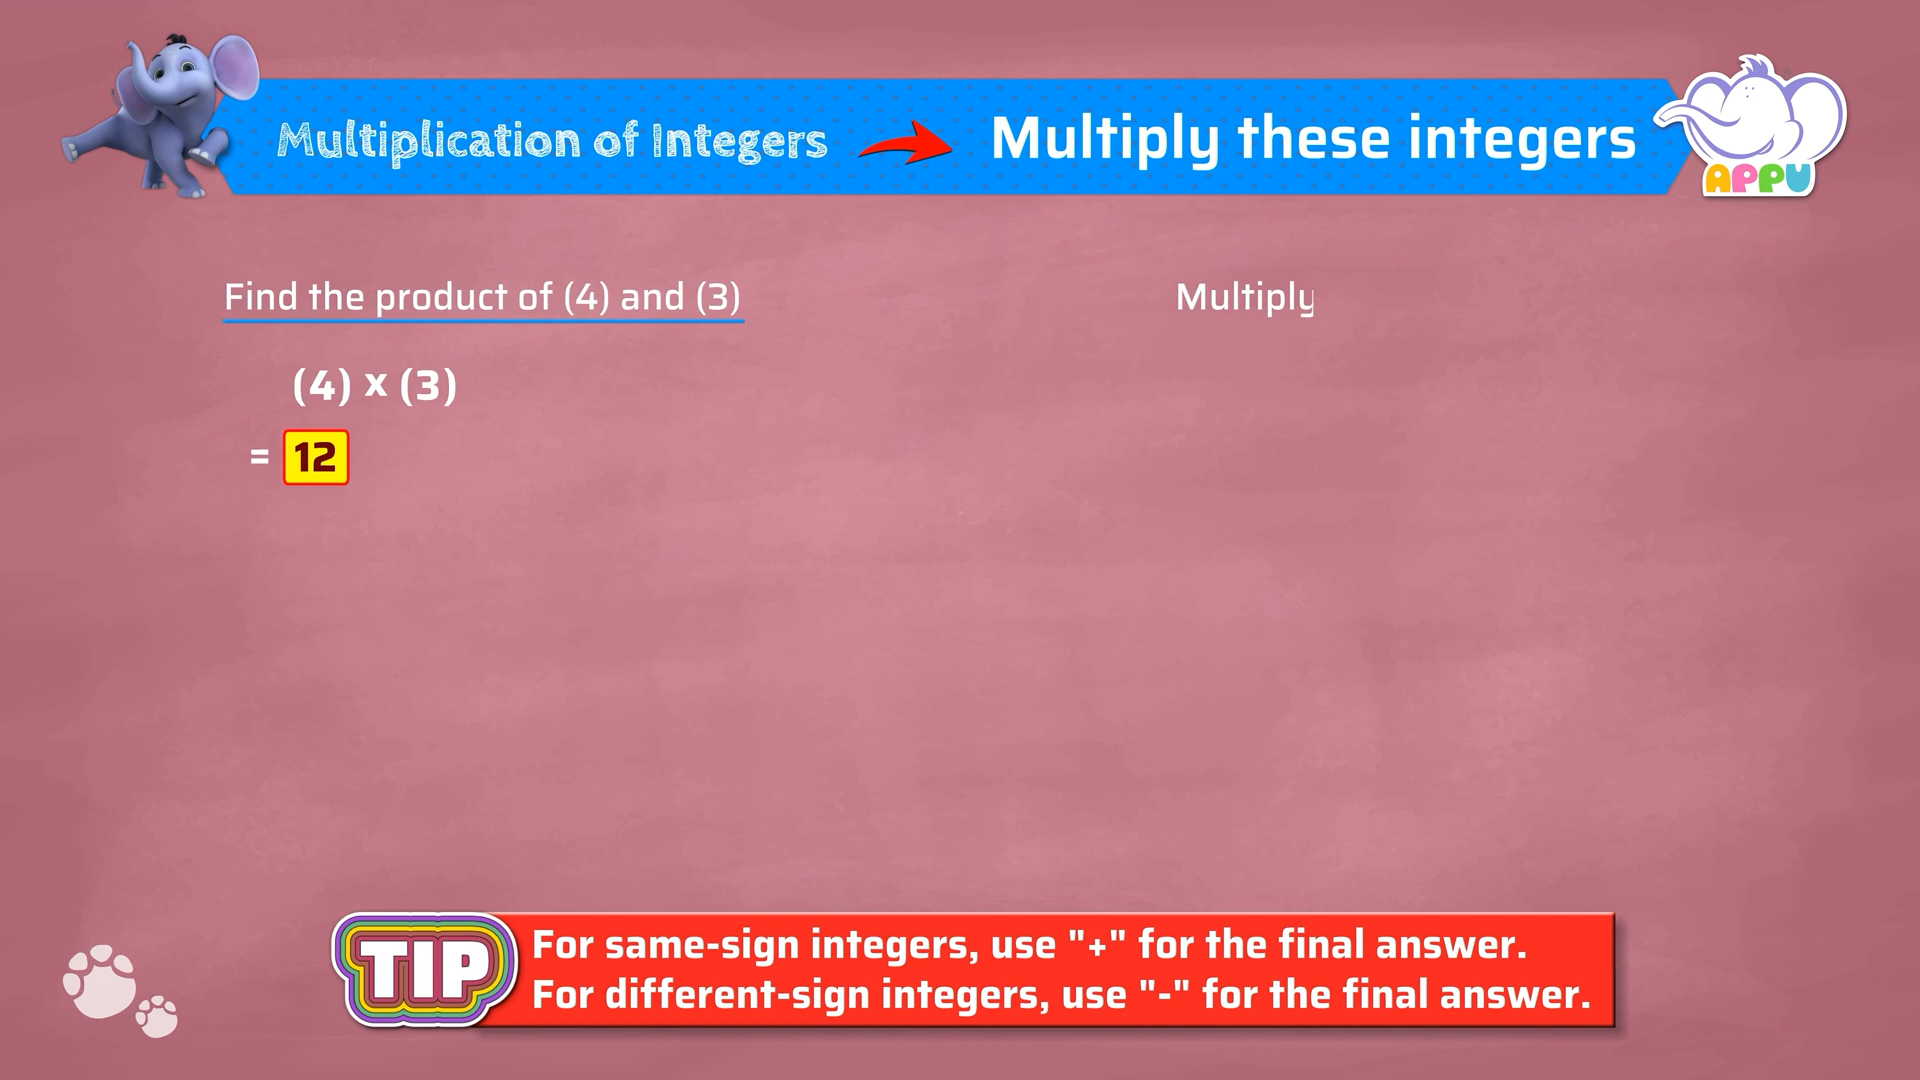 Multiplication of Integers
Multiply these integers
APPU
Find the product of (4) and (3)
(4) x (3)
= 12
Multiply
TIP
For same-sign integers, use "+" for the final answer.
For different-sign integers, use "-" for the final answer.